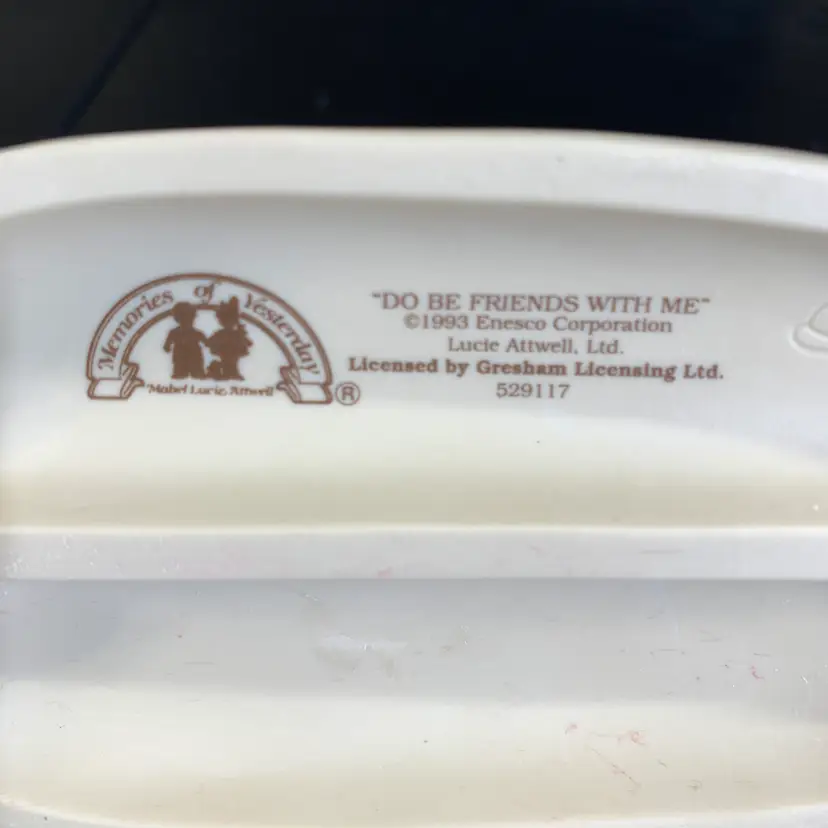 Memories of Yesterday
Mabel Lucie Attwell
®
"DO BE FRIENDS WITH ME"
©1993 Enesco Corporation
Lucie Attwell, Ltd.
Licensed by Gresham Licensing Ltd.
529117